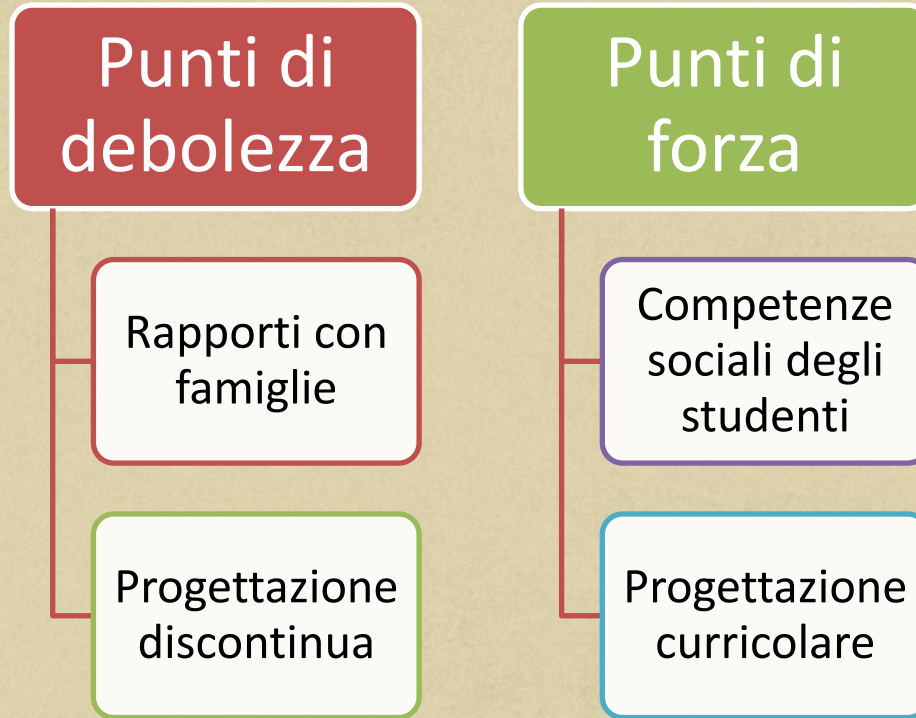 Punti di
debolezza
Rapporti con
famiglie
Progettazione
discontinua
Punti di
forza
Competenze
sociali degli
studenti
Progettazione
curricolare